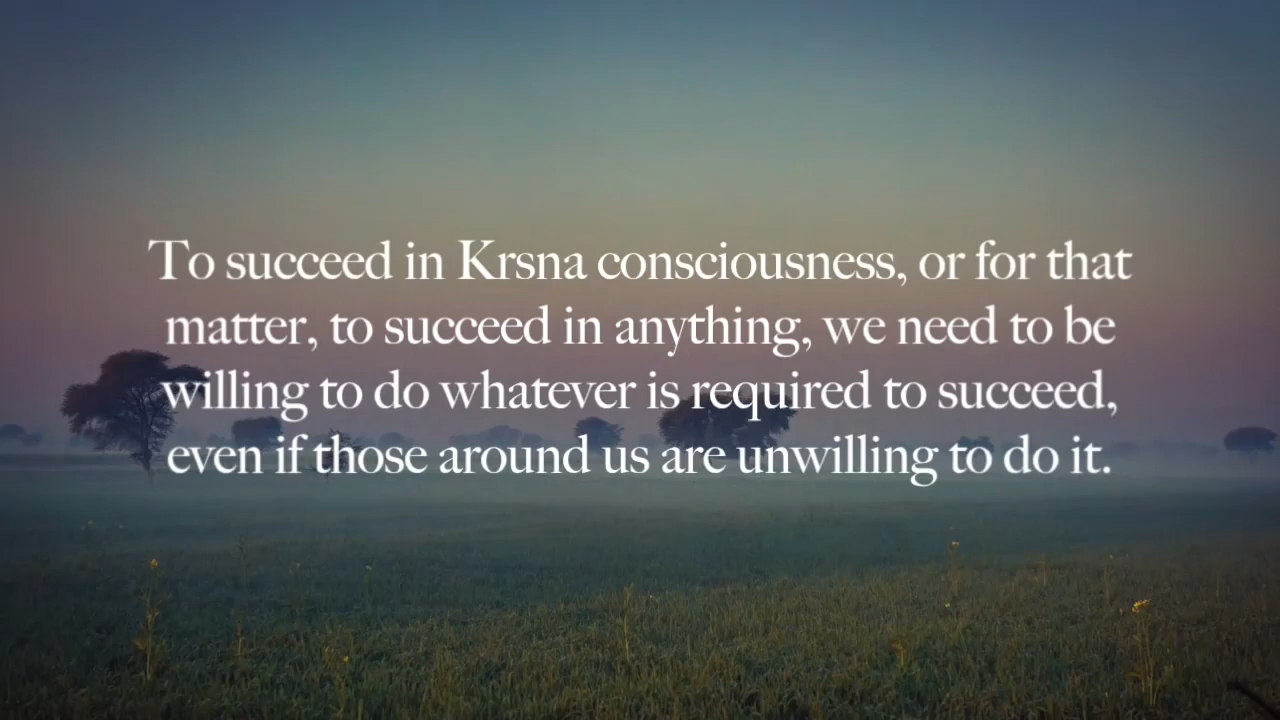 To succeed in Krsna consciousness, or for that
matter, to succeed in anything, we need to be
willing to do whatever is required to succeed,
even if those around us are unwilling to do it.